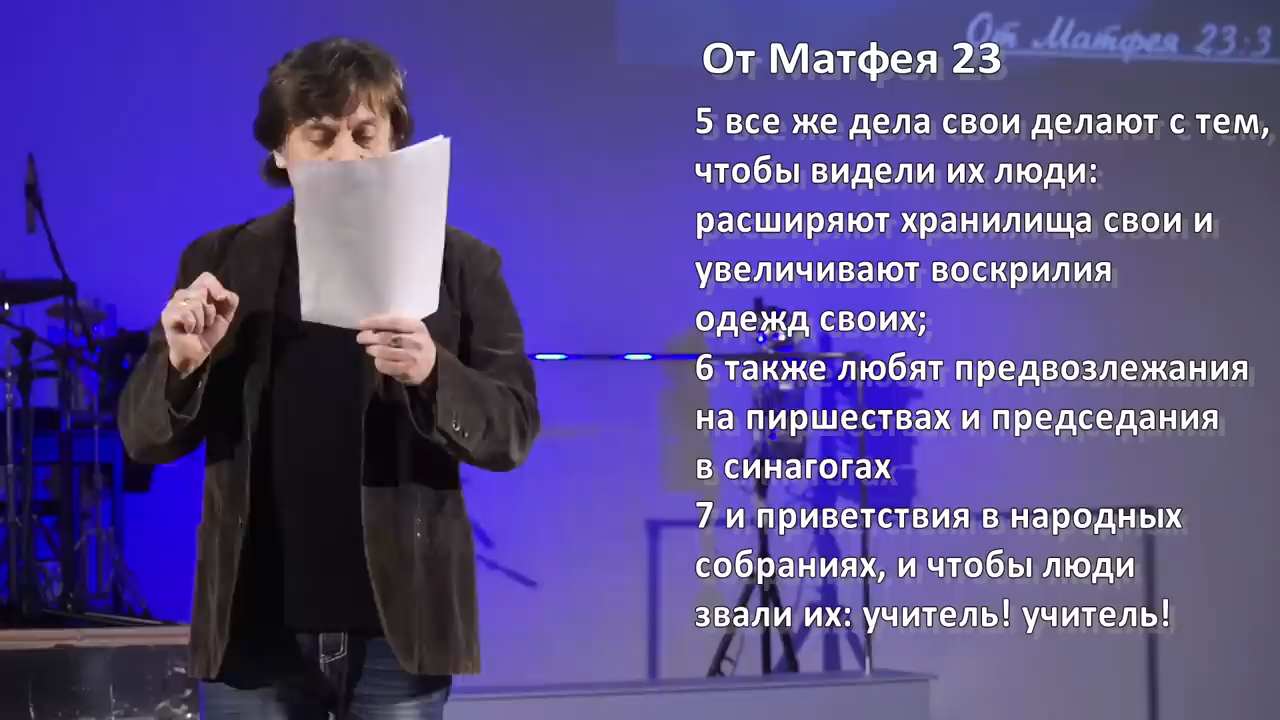 От Матфея 23:3
От Матфея 23
5 все же дела свои делают с тем,
чтобы видели их люди:
расширяют хранилища свои и
увеличивают воскрилия
одежд своих;
6 также любят предвозлежания
на пиршествах и председания
в синагогах
7 и приветствия в народных
собраниях, и чтобы люди
звали их: учитель! учитель!